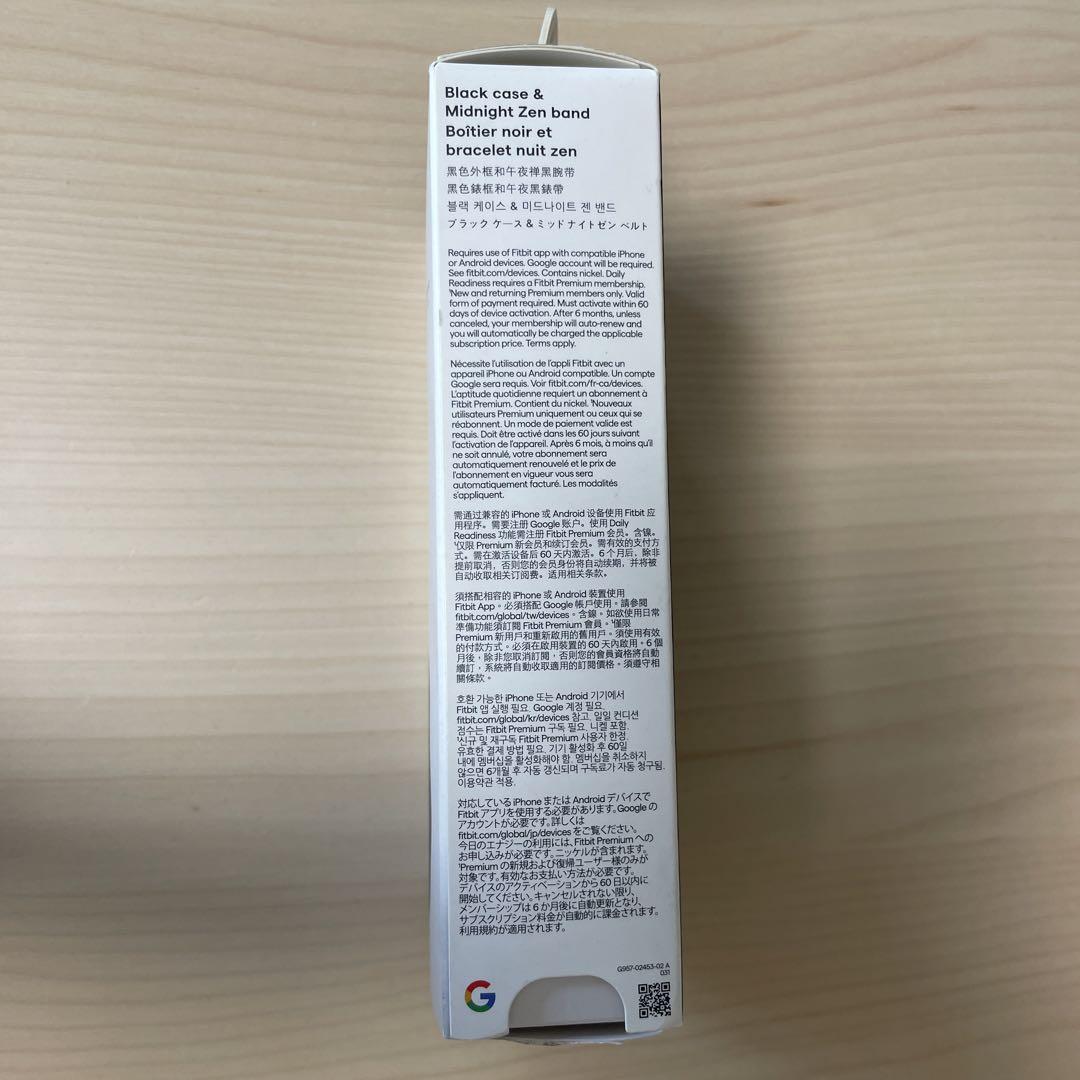 Black case &
Midnight Zen band
Boîtier noir et
bracelet nuit zen
黑色外框和午夜禅黑腕带
黑色錶框和午夜黑錶帶
블랙 케이스 & 미드나이트 젠 밴드
ブラック ケース & ミッドナイトゼン ベルト
Requires use of Fitbit app with compatible iPhone
or Android devices. Google account will be required.
See fitbit.com/devices. Contains nickel. Daily
Readiness requires a Fitbit Premium membership.
¹New and returning Premium members only. Valid
form of payment required. Must activate within 60
days of device activation. After 6 months, unless
canceled, your membership will auto-renew and
you will automatically be charged the applicable
subscription price. Terms apply.
Nécessite l'utilisation de l'appli Fitbit avec un
appareil iPhone ou Android compatible. Un compte
Google sera requis. Voir fitbit.com/fr-ca/devices.
L'aptitude quotidienne requiert un abonnement à
Fitbit Premium. Contient du nickel. ¹Nouveaux
utilisateurs Premium uniquement ou ceux qui se
réabonnent. Un mode de paiement valide est
requis. Doit être activé dans les 60 jours suivant
l'activation de l'appareil. Après 6 mois, à moins qu'il
ne soit annulé, votre abonnement sera
automatiquement renouvelé et le prix de
l'abonnement en vigueur vous sera
automatiquement facturé. Les modalités
s'appliquent.
需通过兼容的 iPhone 或 Android 设备使用 Fitbit 应
用程序。需要注册 Google 账户。使用 Daily
Readiness 功能需注册 Fitbit Premium 会员。含镍。
¹仅限 Premium 新会员和续订会员。需有效的支付方
式。需在激活设备后 60 天内激活。6 个月后，除非
提前取消，否则您的会员身份将自动续期，并将被
自动收取相关订阅费。适用相关条款。
須搭配相容的 iPhone 或 Android 裝置使用
Fitbit App。必須搭配 Google 帳戶使用。請參閱
fitbit.com/global/tw/devices。含鎳。如欲使用日常
準備功能須訂閱 Fitbit Premium 會員。¹僅限
Premium 新用戶和重新啟用的舊用戶。須使用有效
的付款方式。必須在啟用裝置的 60 天內啟用。6 個
月後，除非您取消訂閱，否則您的會員資格將自動
續訂，系統將自動收取適用的訂閱價格。須遵守相
關條款。
호환 가능한 iPhone 또는 Android 기기에서
Fitbit 앱 실행 필요. Google 계정 필요.
fitbit.com/global/kr/devices 참고. 일일 컨디션
점수는 Fitbit Premium 구독 필요. 니켈 포함.
¹신규 및 재구독 Fitbit Premium 사용자 한정.
유효한 결제 방법 필요. 기기 활성화 후 60일
내에 멤버십을 활성화해야 함. 멤버십을 취소하지
않으면 6개월 후 자동 갱신되며 구독료가 자동 청구됨.
이용약관 적용.
対応している iPhone または Android デバイスで
Fitbit アプリを使用する必要があります。Google の
アカウントが必要です。詳しくは
fitbit.com/global/jp/devices をご覧ください。
今日のエナジーの利用には、Fitbit Premium への
お申し込みが必要です。ニッケルが含まれます。
¹Premium の新規および復帰ユーザー様のみが
対象です。有効なお支払い方法が必要です。
デバイスのアクティベーションから 60 日以内に
開始してください。キャンセルされない限り、
メンバーシップは 6 か月後に自動更新となり、
サブスクリプション料金が自動的に課金されます。
利用規約が適用されます。
G957-02453-02 A
031
G